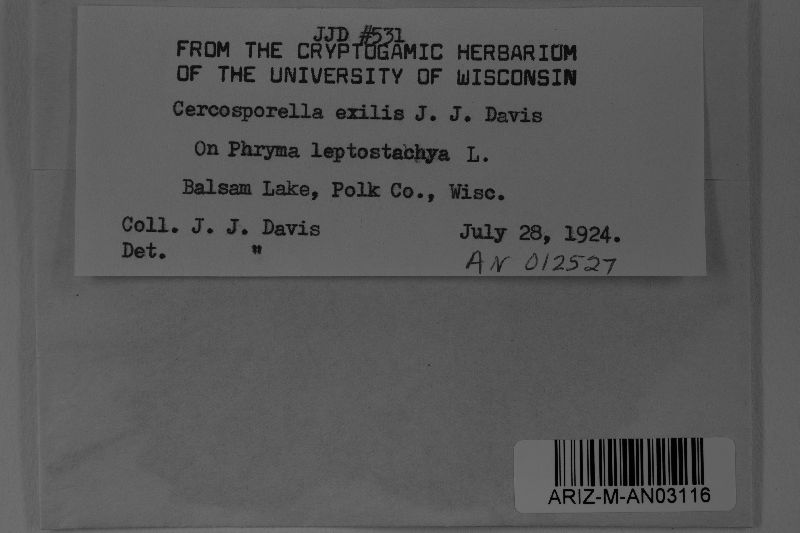 JJD #531
FROM THE CRYPTOGAMIC HERBARIUM
OF THE UNIVERSITY OF WISCONSIN
Cercosporella exilis J. J. Davis
On Phryma leptostachya L.
Balsam Lake, Polk Co., Wisc.
Coll. J. J. Davis July 28, 1924.
Det. "
AN 012527
ARIZ-M-AN03116